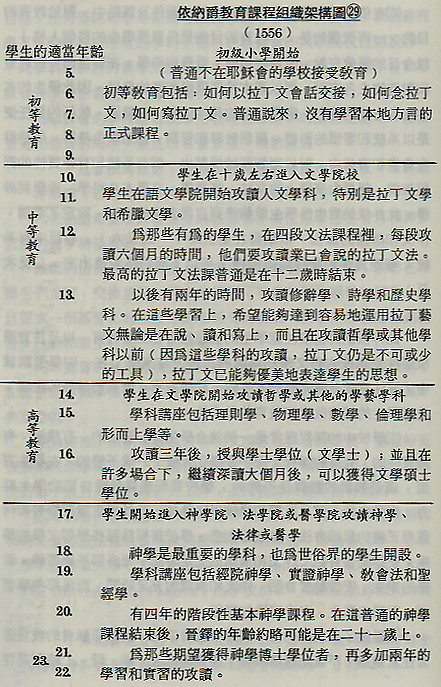 依納爵教育課程組織架構圖㉙
（1556）
學生的適當年齡 初級小學開始
5. （普通不在耶穌會的學校接受教育）
初等教育
6. 初等教育包括：如何以拉丁文會話交接，如何念拉丁
7. 文，如何寫拉丁文。普通說來，沒有學習本地方言的
8. 正式課程。
9.
10. 學生在十歲左右進入文學院校
中等教育
11. 學生在語文學院開始攻讀人文學科，特別是拉丁文學
和希臘文學。
12. 爲那些有爲的學生，在四段文法課程裡，每段攻
讀六個月的時間，他們要攻讀業已會說的拉丁文法。
最高的拉丁文法課普通是在十二歲時結束。
13. 以後有兩年的時間，攻讀修辭學、詩學和歷史學
科。在這些學習上，希望能夠達到容易地運用拉丁藝
文無論是在說、讀和寫上，而且在攻讀哲學或其他學
科以前（因爲這些學科的攻讀，拉丁文仍是不可或少
的工具），拉丁文已能夠優美地表達學生的思想。
14. 學生在文學院開始攻讀哲學或其他的學藝學科
高等教育
15. 學科講座包括理則學、物理學、數學、倫理學和
形而上學等。
16. 攻讀三年後，授與學士學位（文學士）；並且在
許多場合下，繼續深讀大個月後，可以獲得文學碩士
學位。
17. 學生開始進入神學院、法學院或醫學院攻讀神學、
法律或醫學
18. 神學是最重要的學科，也爲世俗界的學生開設。
19. 學科講座包括經院神學、實證神學、敎會法和聖
經學。
20. 有四年的階段性基本神學課程。在這普通的神學
課程結束後，晉鐸的年齡約略可能是在二十一歲上。
21. 爲那些期望獲得神學博士學位者，再多加兩年的
23. 22. 學習和實習的攻讀。